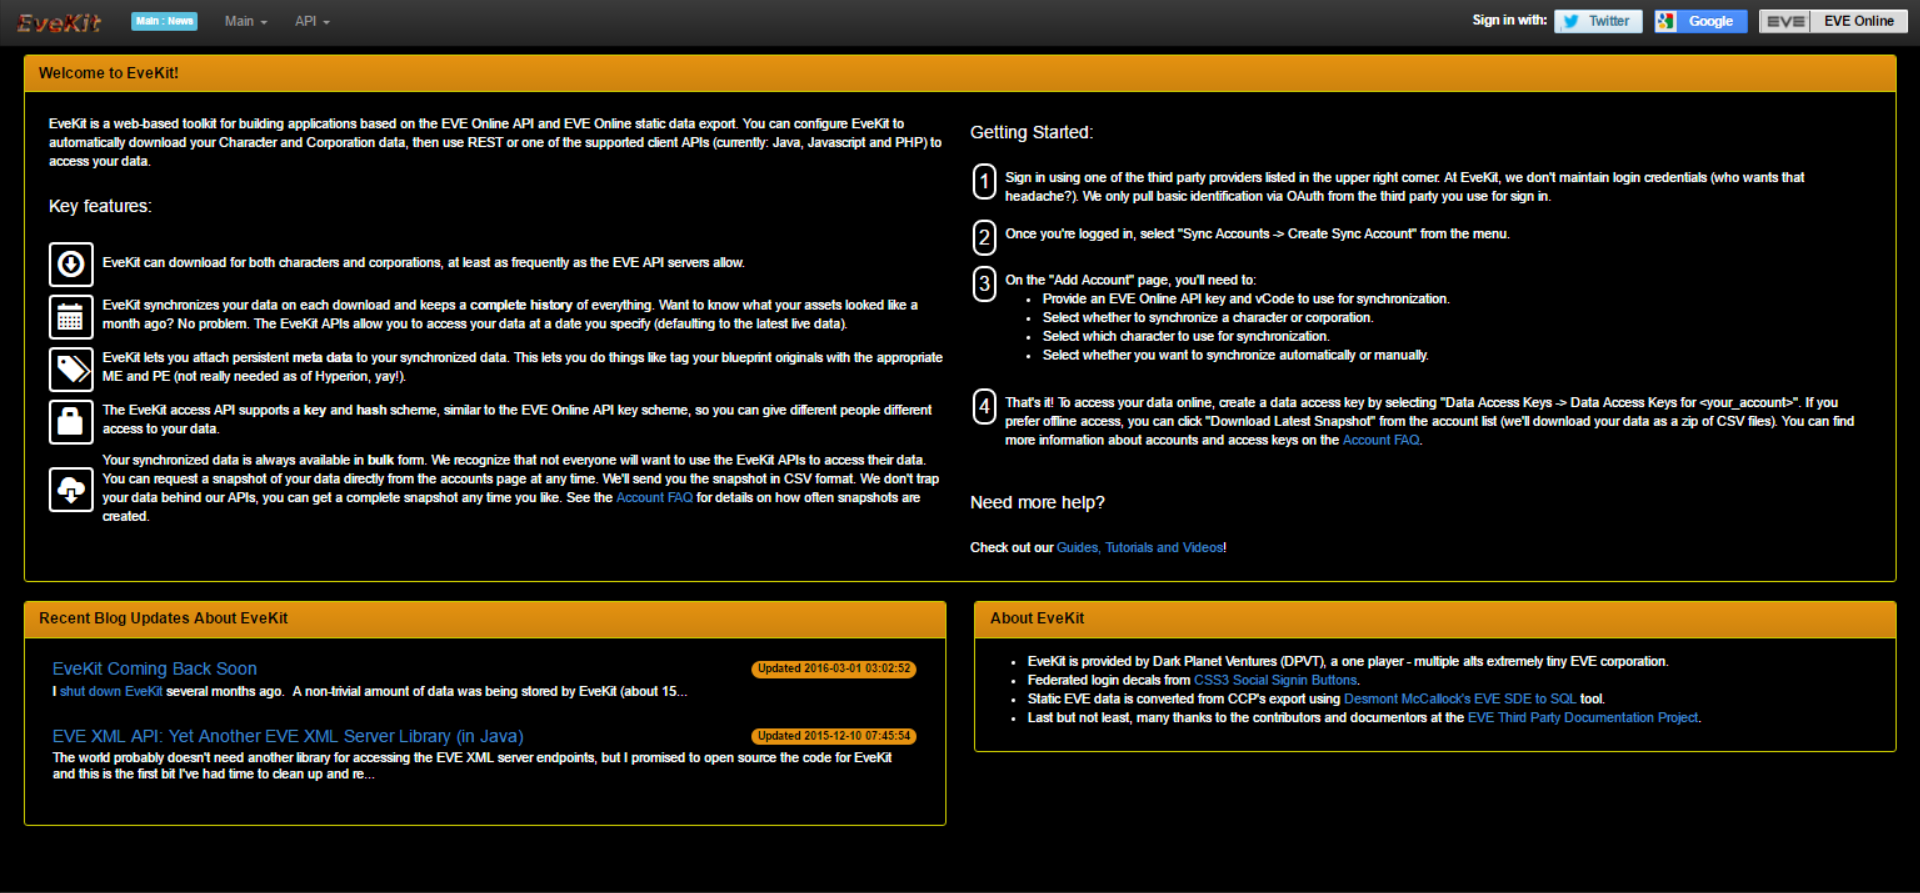 EveKit
Main : News
Main
API
Sign in with:
Twitter
Google
EVE
EVE Online
Welcome to EveKit!
EveKit is a web-based toolkit for building applications based on the EVE Online API and EVE Online static data export. You can configure EveKit to
automatically download your Character and Corporation data, then use REST or one of the supported client APIs (currently: Java, Javascript and PHP) to
access your data.
Key features:
EveKit can download for both characters and corporations, at least as frequently as the EVE API servers allow.
EveKit synchronizes your data on each download and keeps a complete history of everything. Want to know what your assets looked like a
month ago? No problem. The EveKit APIs allow you to access your data at a date you specify (defaulting to the latest live data).
EveKit lets you attach persistent meta data to your synchronized data. This lets you do things like tag your blueprint originals with the appropriate
ME and PE (not really needed as of Hyperion, yay!).
The EveKit access API supports a key and hash scheme, similar to the EVE Online API key scheme, so you can give different people different
access to your data.
Your synchronized data is always available in bulk form. We recognize that not everyone will want to use the EveKit APIs to access their data.
You can request a snapshot of your data directly from the accounts page at any time. We'll send you the snapshot in CSV format. We don't trap
your data behind our APIs, you can get a complete snapshot any time you like. See the Account FAQ for details on how often snapshots are
created.
Getting Started:
1 Sign in using one of the third party providers listed in the upper right corner. At EveKit, we don't maintain login credentials (who wants that
headache?). We only pull basic identification via OAuth from the third party you use for sign in.
2 Once you're logged in, select "Sync Accounts -> Create Sync Account" from the menu.
3 On the "Add Account" page, you'll need to:
• Provide an EVE Online API key and vCode to use for synchronization.
• Select whether to synchronize a character or corporation.
• Select which character to use for synchronization.
• Select whether you want to synchronize automatically or manually.
4 That's it! To access your data online, create a data access key by selecting "Data Access Keys -> Data Access Keys for <your_account>". If you
prefer offline access, you can click "Download Latest Snapshot" from the account list (we'll download your data as a zip of CSV files). You can find
more information about accounts and access keys on the Account FAQ.
Need more help?
Check out our Guides, Tutorials and Videos!
Recent Blog Updates About EveKit
EveKit Coming Back Soon
Updated 2016-03-01 03:02:52
I shut down EveKit several months ago. A non-trivial amount of data was being stored by EveKit (about 15...
EVE XML API: Yet Another EVE XML Server Library (in Java)
Updated 2015-12-10 07:45:54
The world probably doesn't need another library for accessing the EVE XML server endpoints, but I promised to open source the code for EveKit
and this is the first bit I've had time to clean up and re...
About EveKit
• EveKit is provided by Dark Planet Ventures (DPVT), a one player - multiple alts extremely tiny EVE corporation.
• Federated login decals from CSS3 Social Signin Buttons.
• Static EVE data is converted from CCP's export using Desmont McCallock's EVE SDE to SQL tool.
• Last but not least, many thanks to the contributors and documentors at the EVE Third Party Documentation Project.